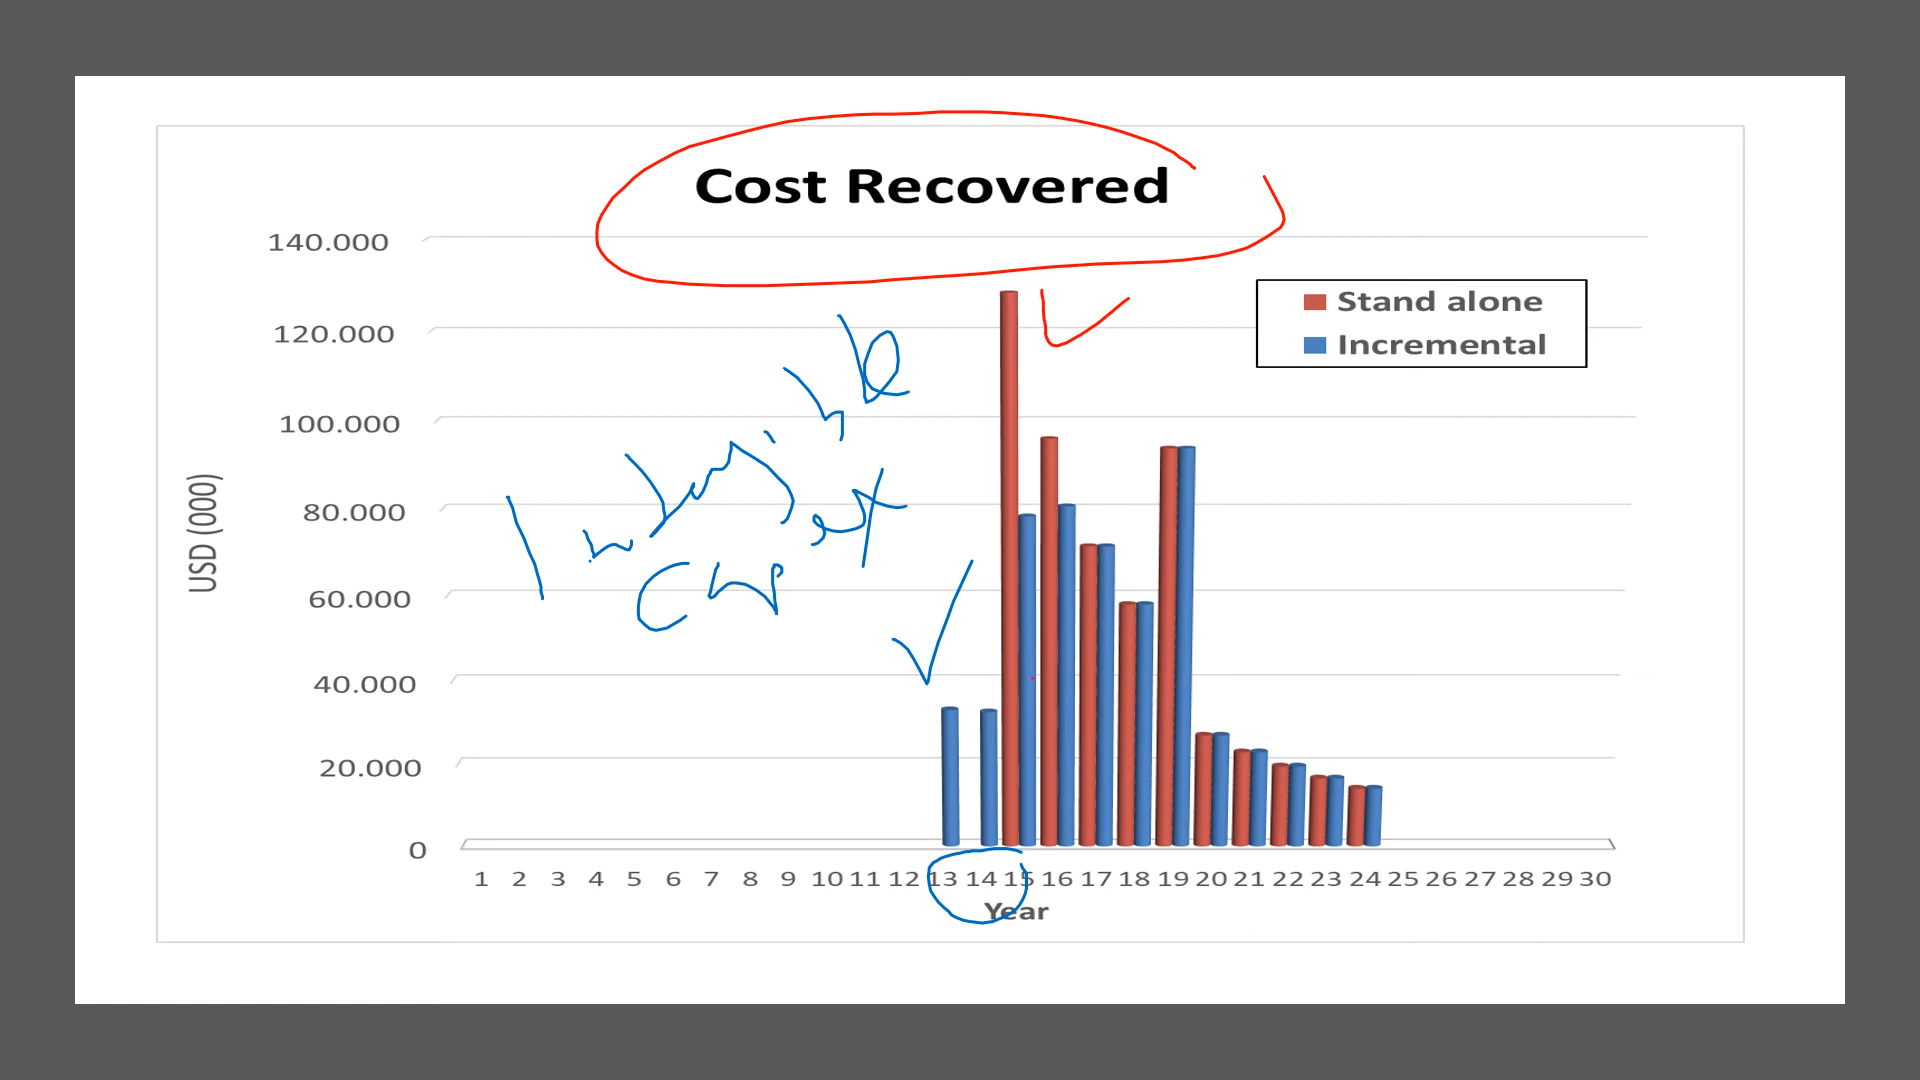 Cost Recovered
140.000
120.000
100.000
80.000
60.000
40.000
20.000
0
USD (000)
Stand alone
Incremental
1 2 3 4 5 6 7 8 9 10 11 12 13 14 15 16 17 18 19 20 21 22 23 24 25 26 27 28 29 30
Year